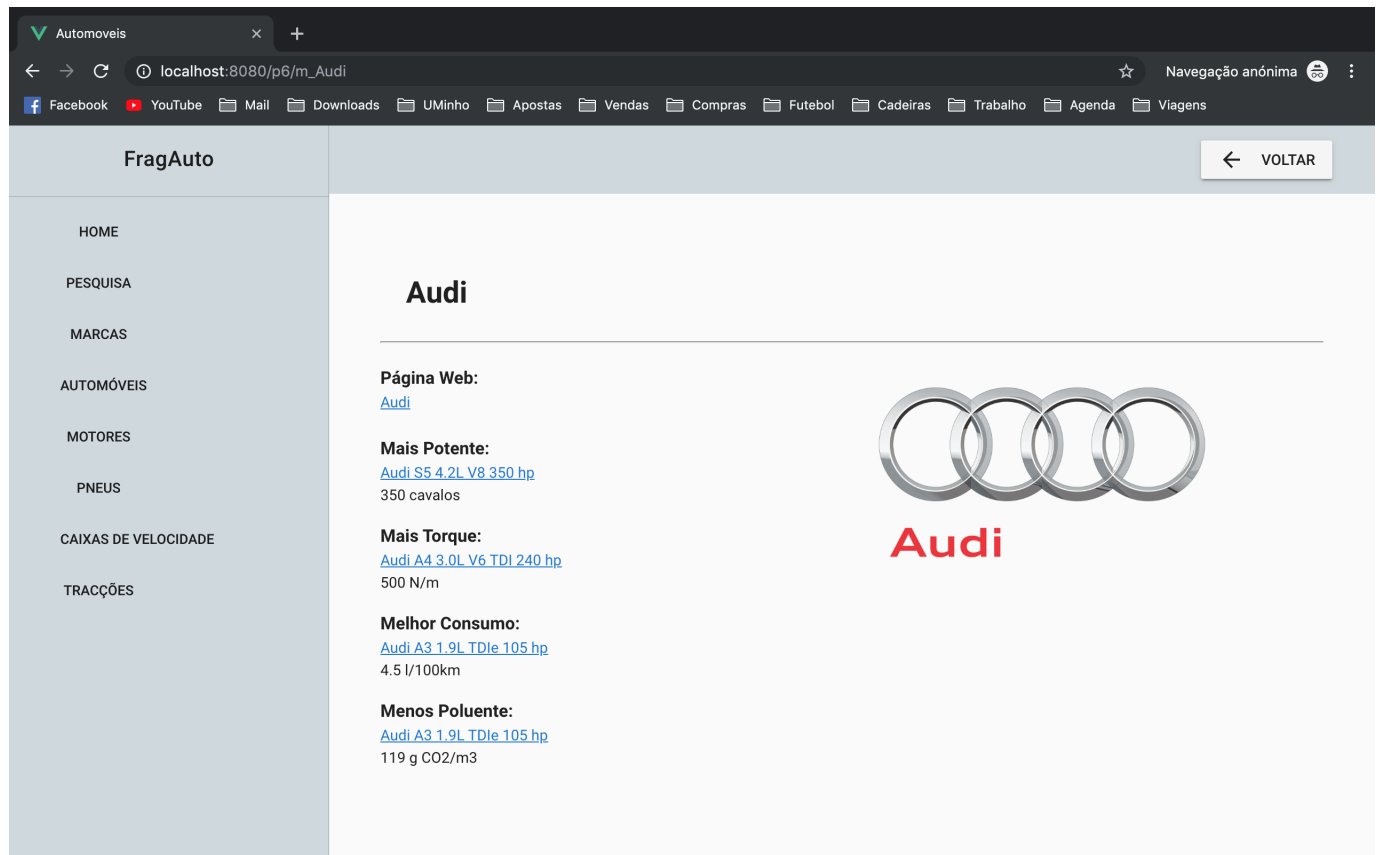 Automoveis
localhost:8080/p6/m_Audi
Navegação anónima
Facebook YouTube Mail Downloads UMinho Apostas Vendas Compras Futebol Cadeiras Trabalho Agenda Viagens
FragAuto
VOLTAR
HOME
PESQUISA
MARCAS
AUTOMÓVEIS
MOTORES
PNEUS
CAIXAS DE VELOCIDADE
TRACÇÕES
Audi
Página Web:
Audi
Mais Potente:
Audi S5 4.2L V8 350 hp
350 cavalos
Mais Torque:
Audi A4 3.0L V6 TDI 240 hp
500 N/m
Melhor Consumo:
Audi A3 1.9L TDIe 105 hp
4.5 l/100km
Menos Poluente:
Audi A3 1.9L TDIe 105 hp
119 g CO2/m3
Audi